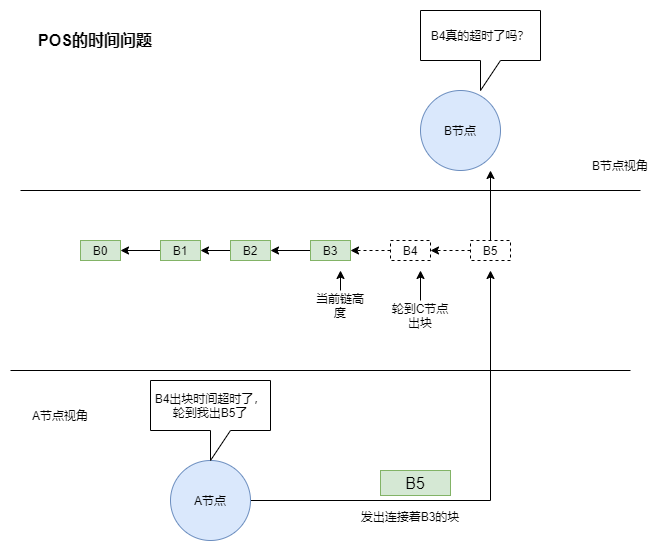 POS的时间问题
B4真的超时了吗?
B节点
B节点视角
B0
B1
B2
B3
B4
B5
当前链高
度
轮到C节点
出块
B4出块时间超时了，
轮到我出B5了
A节点视角
A节点
B5
发出连接着B3的块